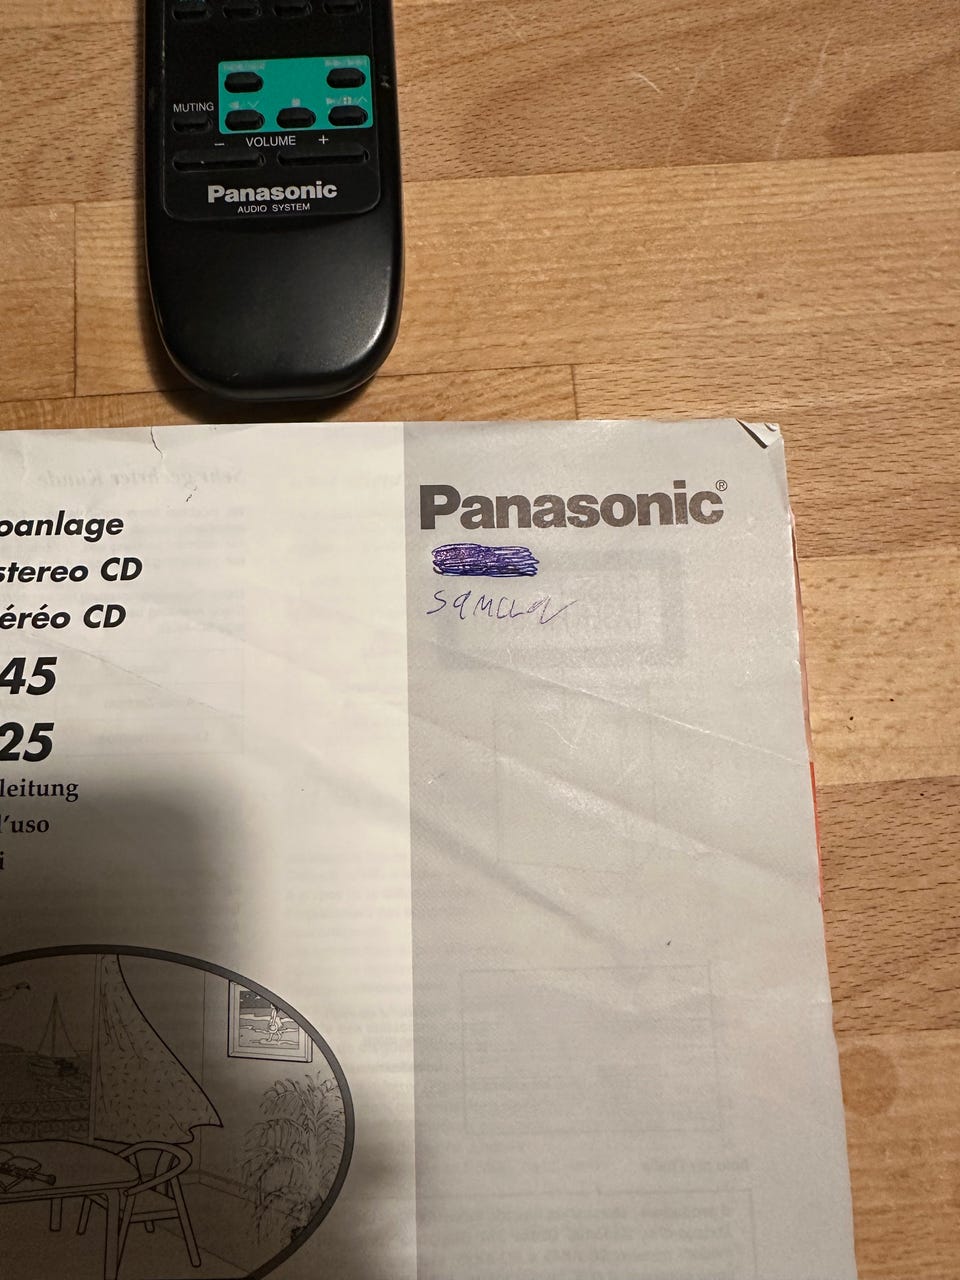 MUTING
− VOLUME +
Panasonic
AUDIO SYSTEM
Panasonic®
oanlage
stereo CD
éréo CD
45
25
leitung
l'uso
i